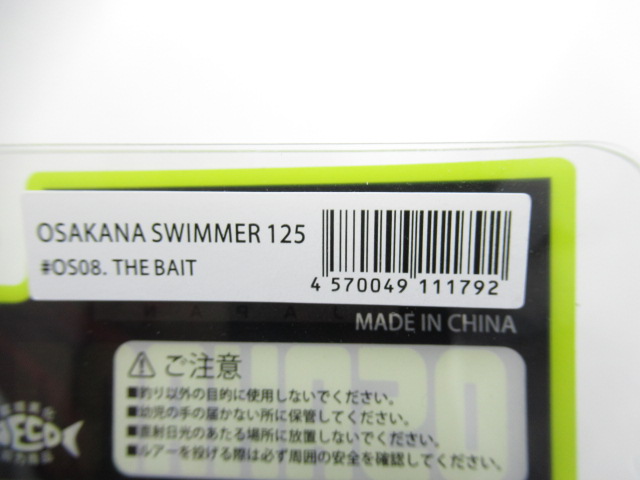 OSAKANA SWIMMER 125
#OS08. THE BAIT
4 570049 111792
JAPAN
MADE IN CHINA
⚠ご注意
■釣り以外の目的に使用しないでください。
■幼児の手の届かない所に保管してください。
■直射日光のあたる場所に放置しないでください。
■ルアーを投げる際は必ず周囲の安全を確認してください。
ECO